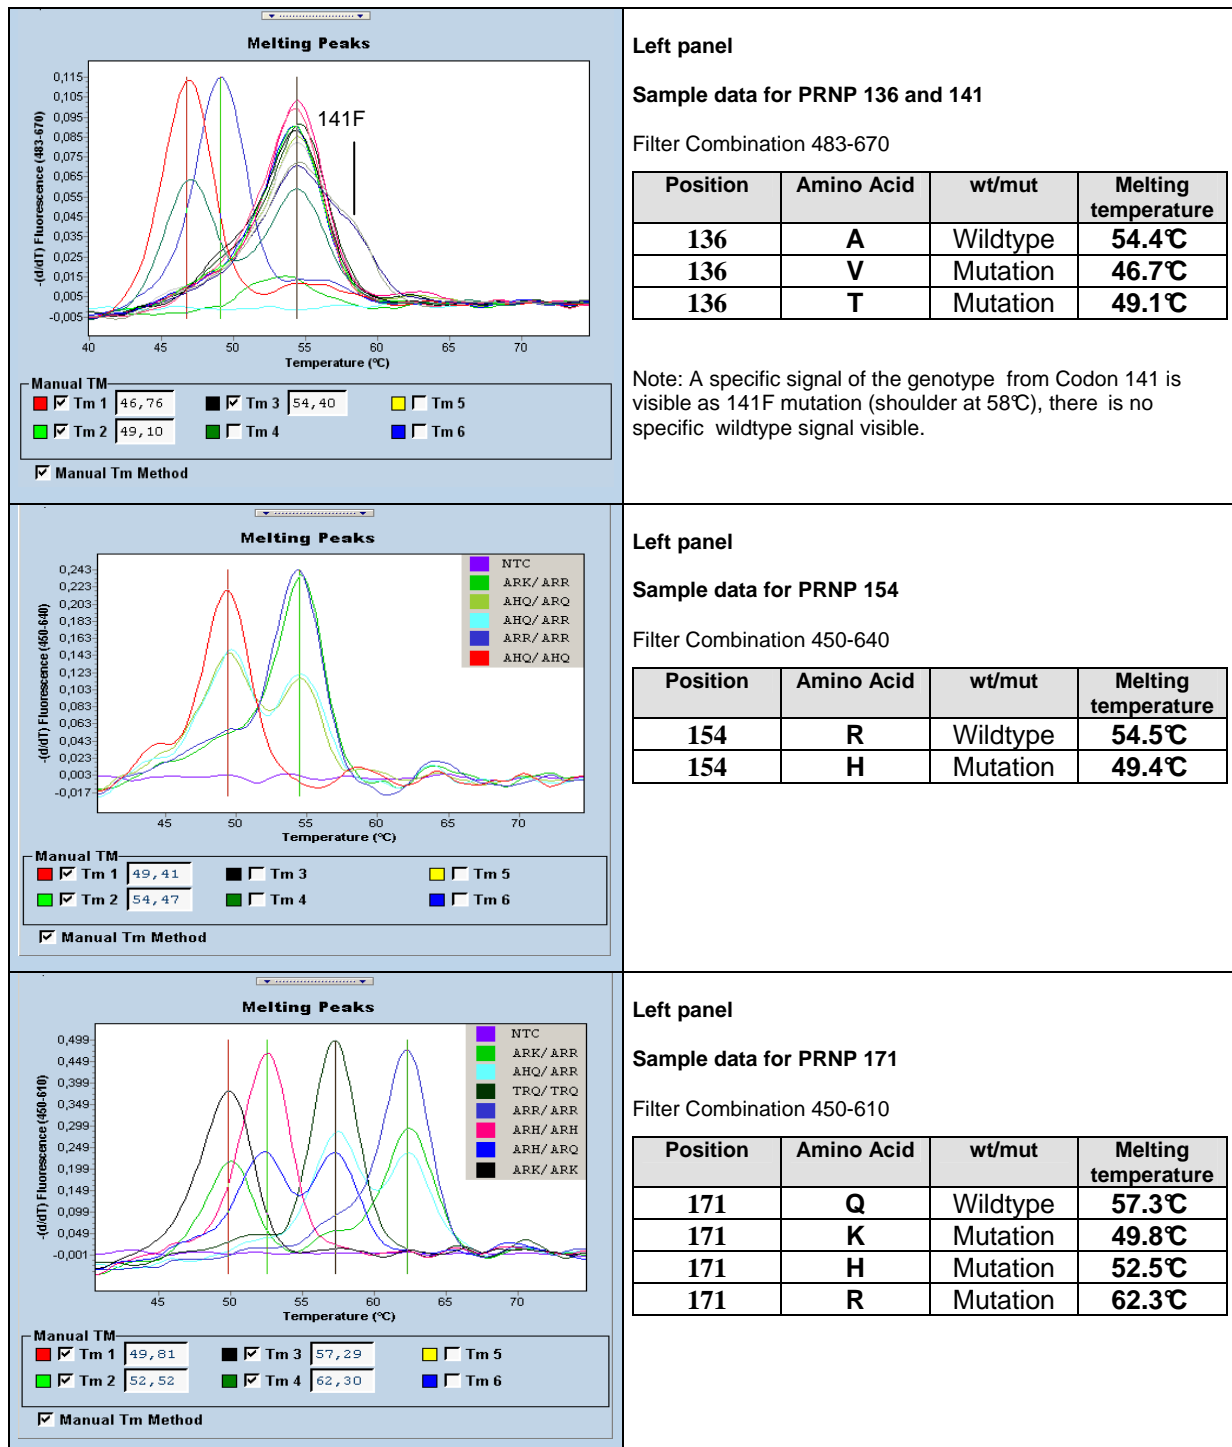 Melting Peaks
-(d/dT) Fluorescence (483-670)
0,115
0,105
0,095
0,085
0,075
0,065
0,055
0,045
0,035
0,025
0,015
0,005
-0,005
141F
40 45 50 55 60 65 70
Temperature (°C)
Manual TM
Tm 1 46,76 Tm 3 54,40 Tm 5
Tm 2 49,10 Tm 4 Tm 6
Manual Tm Method
Left panel
Sample data for PRNP 136 and 141
Filter Combination 483-670
Position Amino Acid wt/mut Melting
temperature
136 A Wildtype 54.4°C
136 V Mutation 46.7°C
136 T Mutation 49.1°C
Note: A specific signal of the genotype from Codon 141 is
visible as 141F mutation (shoulder at 58°C), there is no
specific wildtype signal visible.
Melting Peaks
-(d/dT) Fluorescence (450-640)
0,243
0,223
0,203
0,183
0,163
0,143
0,123
0,103
0,083
0,063
0,043
0,023
0,003
-0,017
NTC
ARK/ARR
AHQ/ARQ
AHQ/ARR
ARR/ARR
AHQ/AHQ
45 50 55 60 65 70
Temperature (°C)
Manual TM
Tm 1 49,41 Tm 3 Tm 5
Tm 2 54,47 Tm 4 Tm 6
Manual Tm Method
Left panel
Sample data for PRNP 154
Filter Combination 450-640
Position Amino Acid wt/mut Melting
temperature
154 R Wildtype 54.5°C
154 H Mutation 49.4°C
Melting Peaks
-(d/dT) Fluorescence (450-610)
0,499
0,449
0,399
0,349
0,299
0,249
0,199
0,149
0,099
0,049
-0,001
NTC
ARK/ARR
AHQ/ARR
TRQ/TRQ
ARR/ARR
ARH/ARH
ARH/ARQ
ARK/ARK
45 50 55 60 65 70
Temperature (°C)
Manual TM
Tm 1 49,81 Tm 3 57,29 Tm 5
Tm 2 52,52 Tm 4 62,30 Tm 6
Manual Tm Method
Left panel
Sample data for PRNP 171
Filter Combination 450-610
Position Amino Acid wt/mut Melting
temperature
171 Q Wildtype 57.3°C
171 K Mutation 49.8°C
171 H Mutation 52.5°C
171 R Mutation 62.3°C